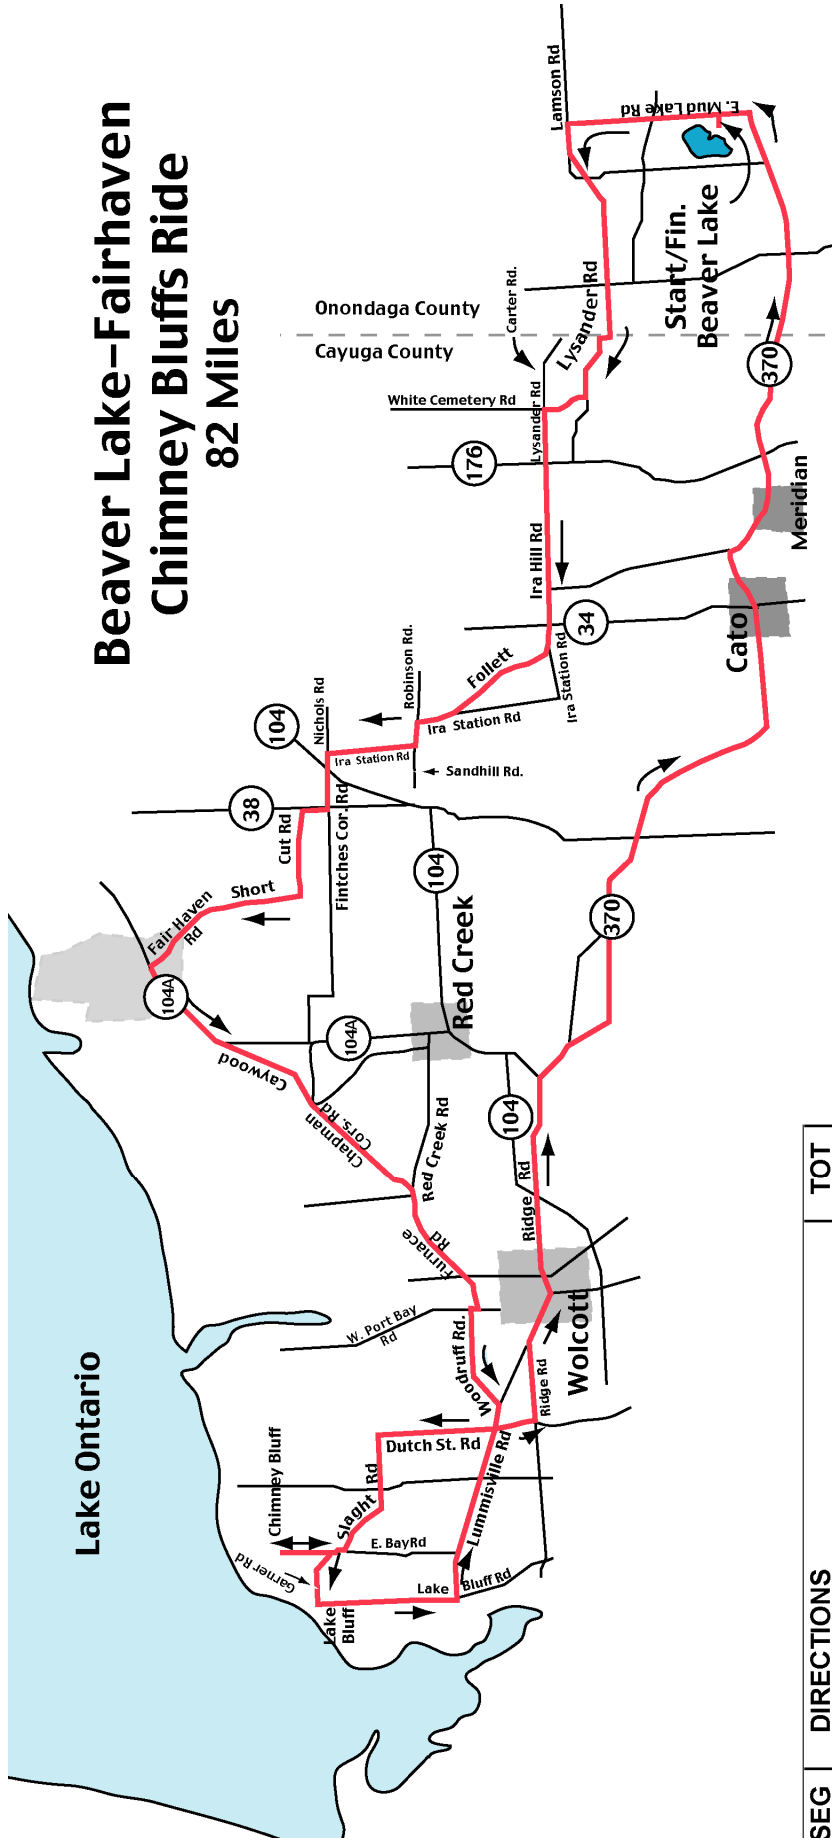 Beaver Lake–Fairhaven
Chimney Bluffs Ride
82 Miles
Lake Ontario
Onondaga County
Cayuga County
Lamson Rd
E. Mud Lake Rd
Start/Fin.
Beaver Lake
Carter Rd.
Lysander Rd
White Cemetery Rd
Lysander Rd
176
370
Meridian
Ira Hill Rd
34
Cato
Follett
Ira Station Rd
Ira Station Rd
Robinson Rd.
Nichols Rd
104
Ira Station Rd
Sandhill Rd.
38
Cut Rd
Fintches Cor. Rd
Short
Fair Haven
Rd
104
370
Red Creek
104A
104A
Caywood
Chapman
Cors. Rd
Red Creek Rd
104
Ridge Rd
Furnace
Rd
W. Port Bay
Rd
Woodruff Rd.
Wolcott
Ridge Rd
Dutch St. Rd
Lummisville Rd
Chimney Bluff
Slaght Rd
E. Bay Rd
Garner Rd
Lake
Bluff
Lake Bluff Rd
SEG DIRECTIONS TOT